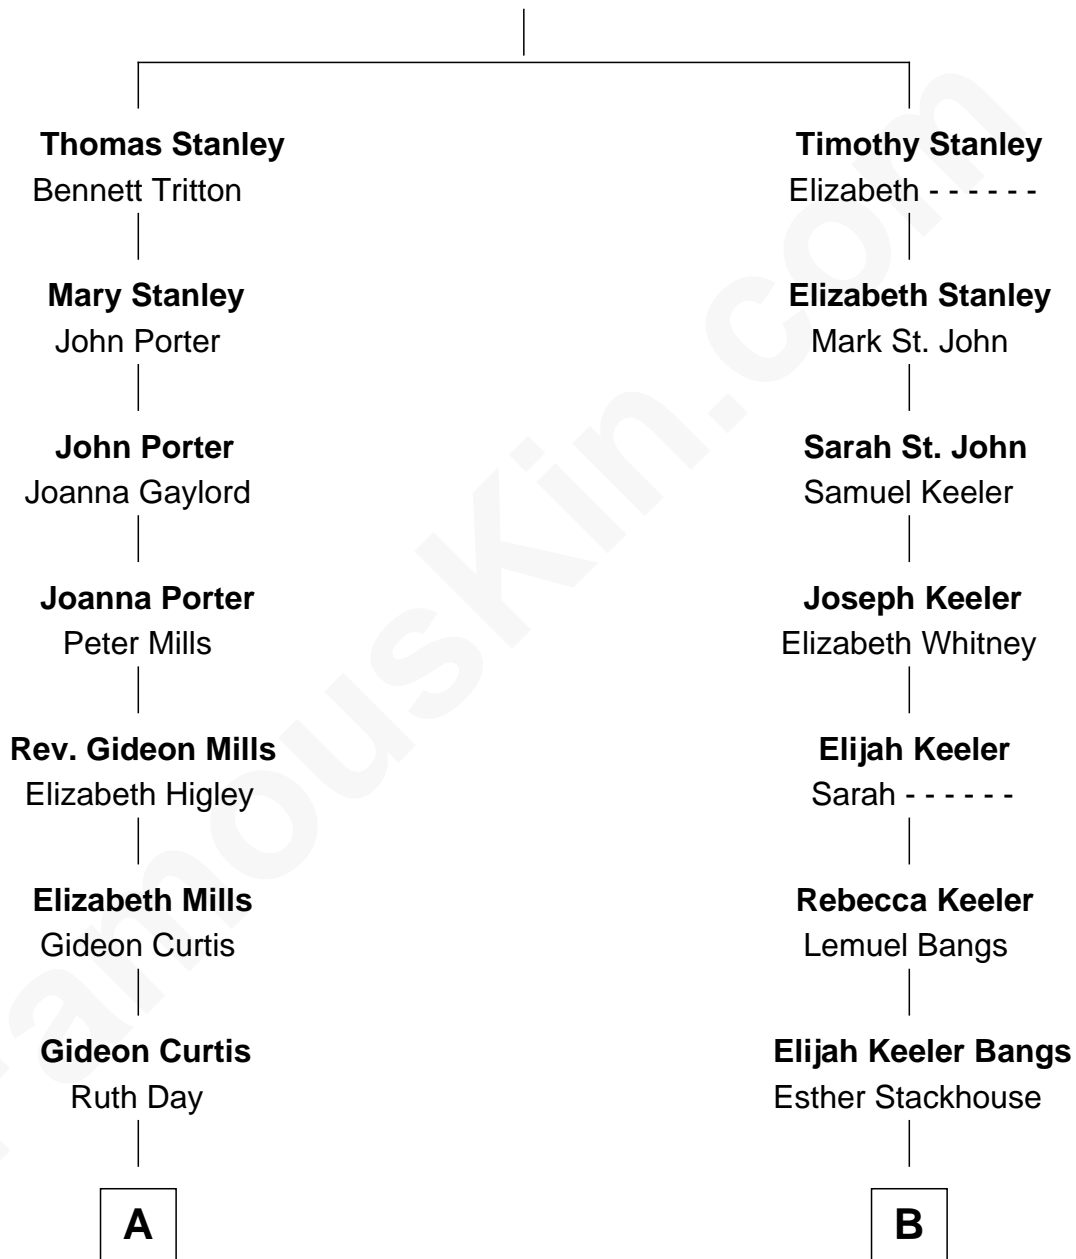 Thomas Stanley
Bennett Tritton
Mary Stanley
John Porter
John Porter
Joanna Gaylord
Joanna Porter
Peter Mills
Rev. Gideon Mills
Elizabeth Higley
Elizabeth Mills
Gideon Curtis
Gideon Curtis
Ruth Day
A
Timothy Stanley
Elizabeth - - - - - -
Elizabeth Stanley
Mark St. John
Sarah St. John
Samuel Keeler
Joseph Keeler
Elizabeth Whitney
Elijah Keeler
Sarah - - - - - -
Rebecca Keeler
Lemuel Bangs
Elijah Keeler Bangs
Esther Stackhouse
B
FamousKin.com